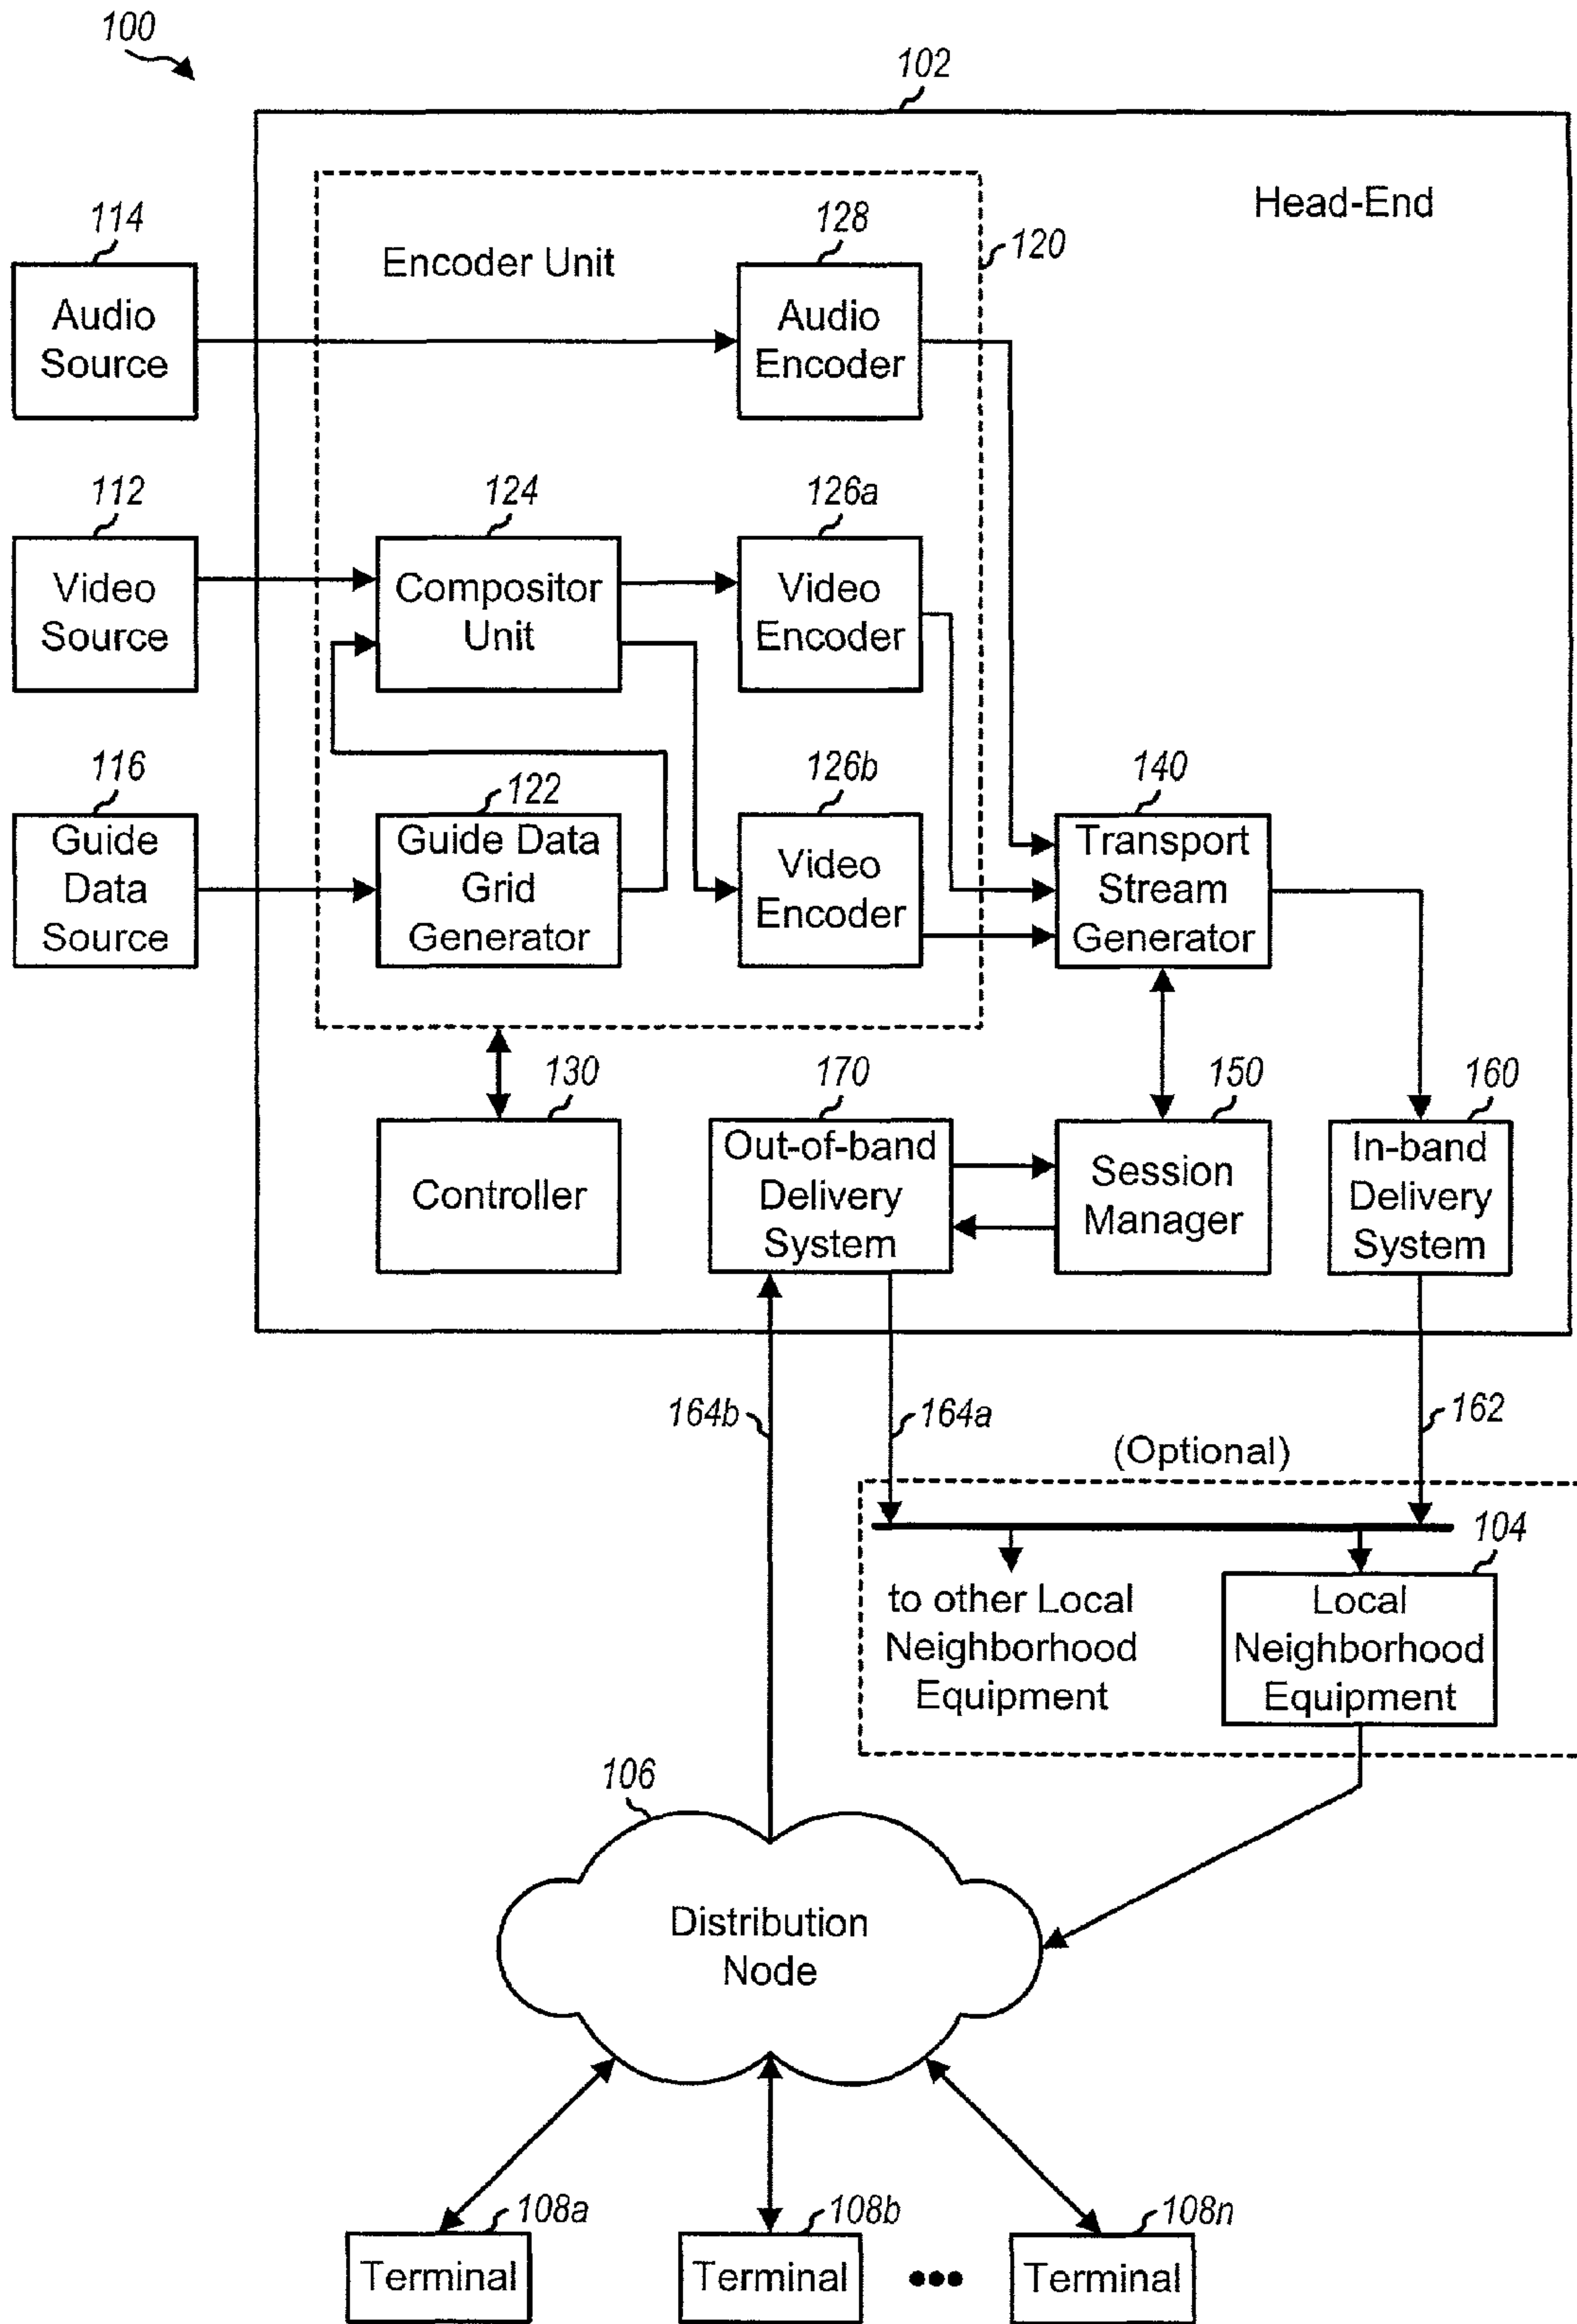 100
102
Head-End
114
128
120
Encoder Unit
Audio
Source
Audio
Encoder
112
124
126a
Video
Source
Compositor
Unit
Video
Encoder
116
122
126b
140
Guide
Data
Source
Guide Data
Grid
Generator
Video
Encoder
Transport
Stream
Generator
130
170
150
160
Controller
Out-of-band
Delivery
System
Session
Manager
In-band
Delivery
System
164b
164a
162
(Optional)
104
to other Local
Neighborhood
Equipment
Local
Neighborhood
Equipment
106
Distribution
Node
108a
108b
108n
Terminal
Terminal
Terminal